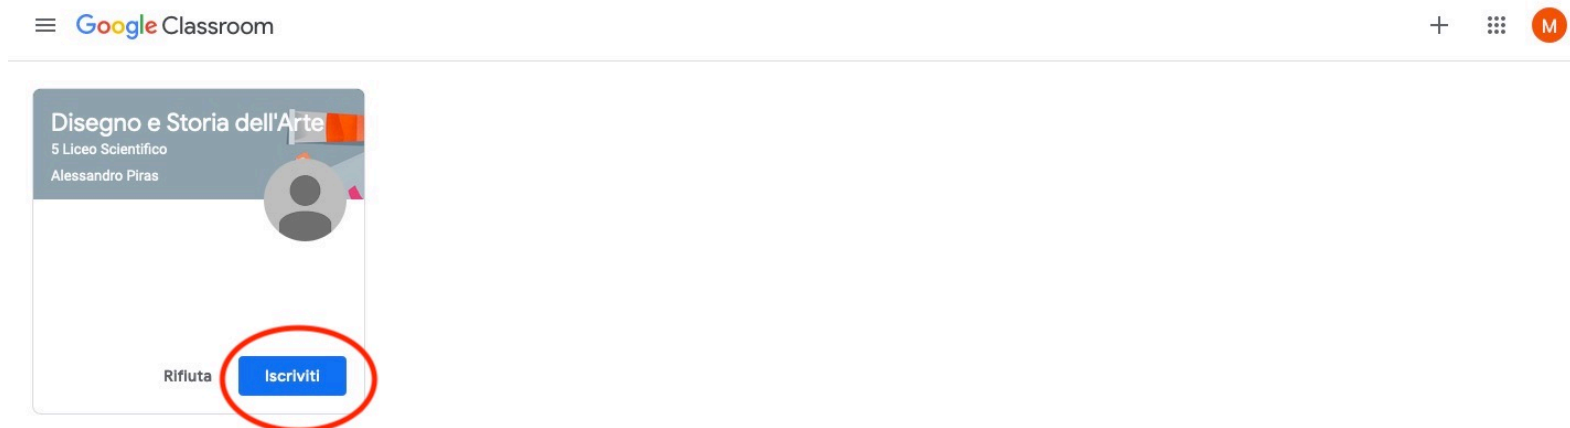 Google Classroom
M
Disegno e Storia dell'Arte
5 Liceo Scientifico
Alessandro Piras
Rifiuta
Iscriviti